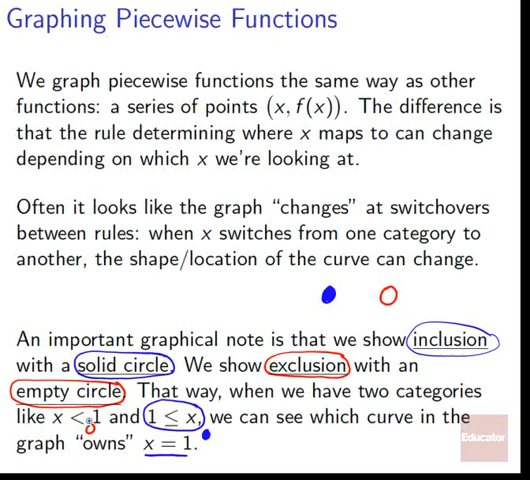 Graphing Piecewise Functions
We graph piecewise functions the same way as other
functions: a series of points (x, f(x)). The difference is
that the rule determining where x maps to can change
depending on which x we're looking at.
Often it looks like the graph “changes” at switchovers
between rules: when x switches from one category to
another, the shape/location of the curve can change.
An important graphical note is that we show inclusion
with a solid circle. We show exclusion with an
empty circle. That way, when we have two categories
like x < 1 and 1 ≤ x, we can see which curve in the
graph “owns” x = 1.
Educator